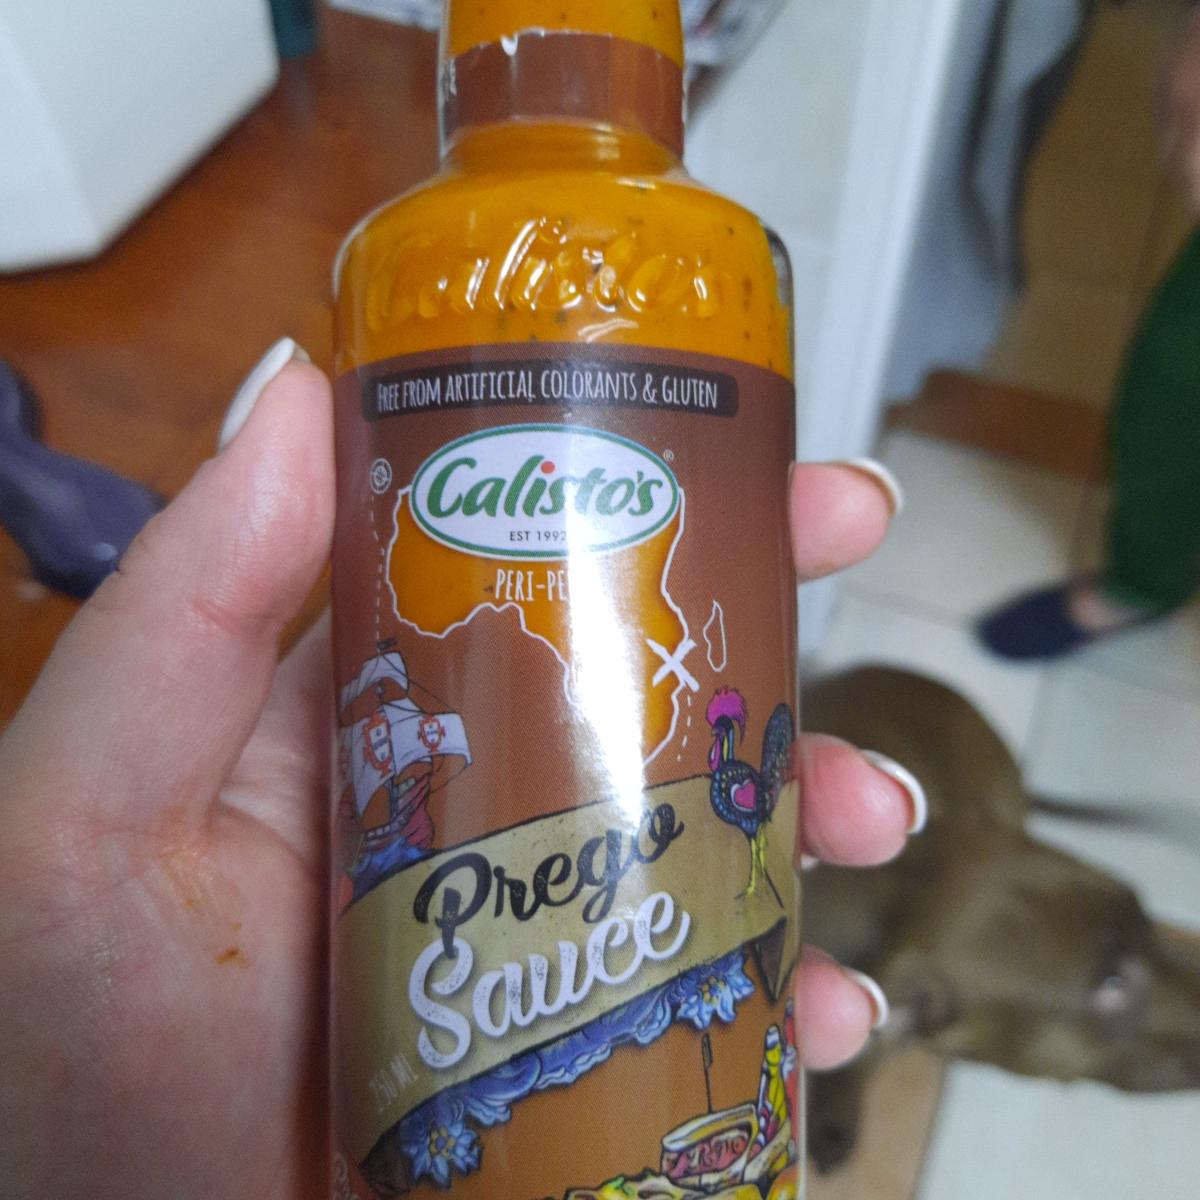 Calisto's
FREE FROM ARTIFICIAL COLORANTS & GLUTEN
Calisto's®
EST 1992
PERI-PE
Prego
Sauce
250 Ml